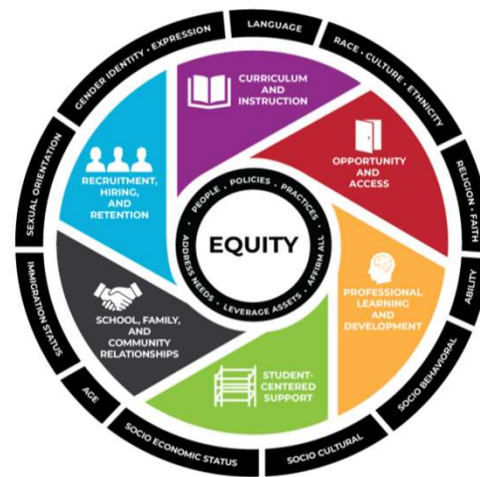 LANGUAGE
RACE • CULTURE • ETHNICITY
RELIGION • FAITH
ABILITY
SOCIO BEHAVIORAL
SOCIO CULTURAL
SOCIO ECONOMIC STATUS
AGE
IMMIGRATION STATUS
SEXUAL ORIENTATION
GENDER IDENTITY • EXPRESSION
CURRICULUM
AND
INSTRUCTION
OPPORTUNITY
AND
ACCESS
PROFESSIONAL
LEARNING
AND
DEVELOPMENT
STUDENT-
CENTERED
SUPPORT
SCHOOL, FAMILY,
AND
COMMUNITY
RELATIONSHIPS
RECRUITMENT,
HIRING,
AND
RETENTION
PEOPLE • POLICIES • PRACTICES •
ADDRESS NEEDS • LEVERAGE ASSETS • AFFIRM ALL
EQUITY